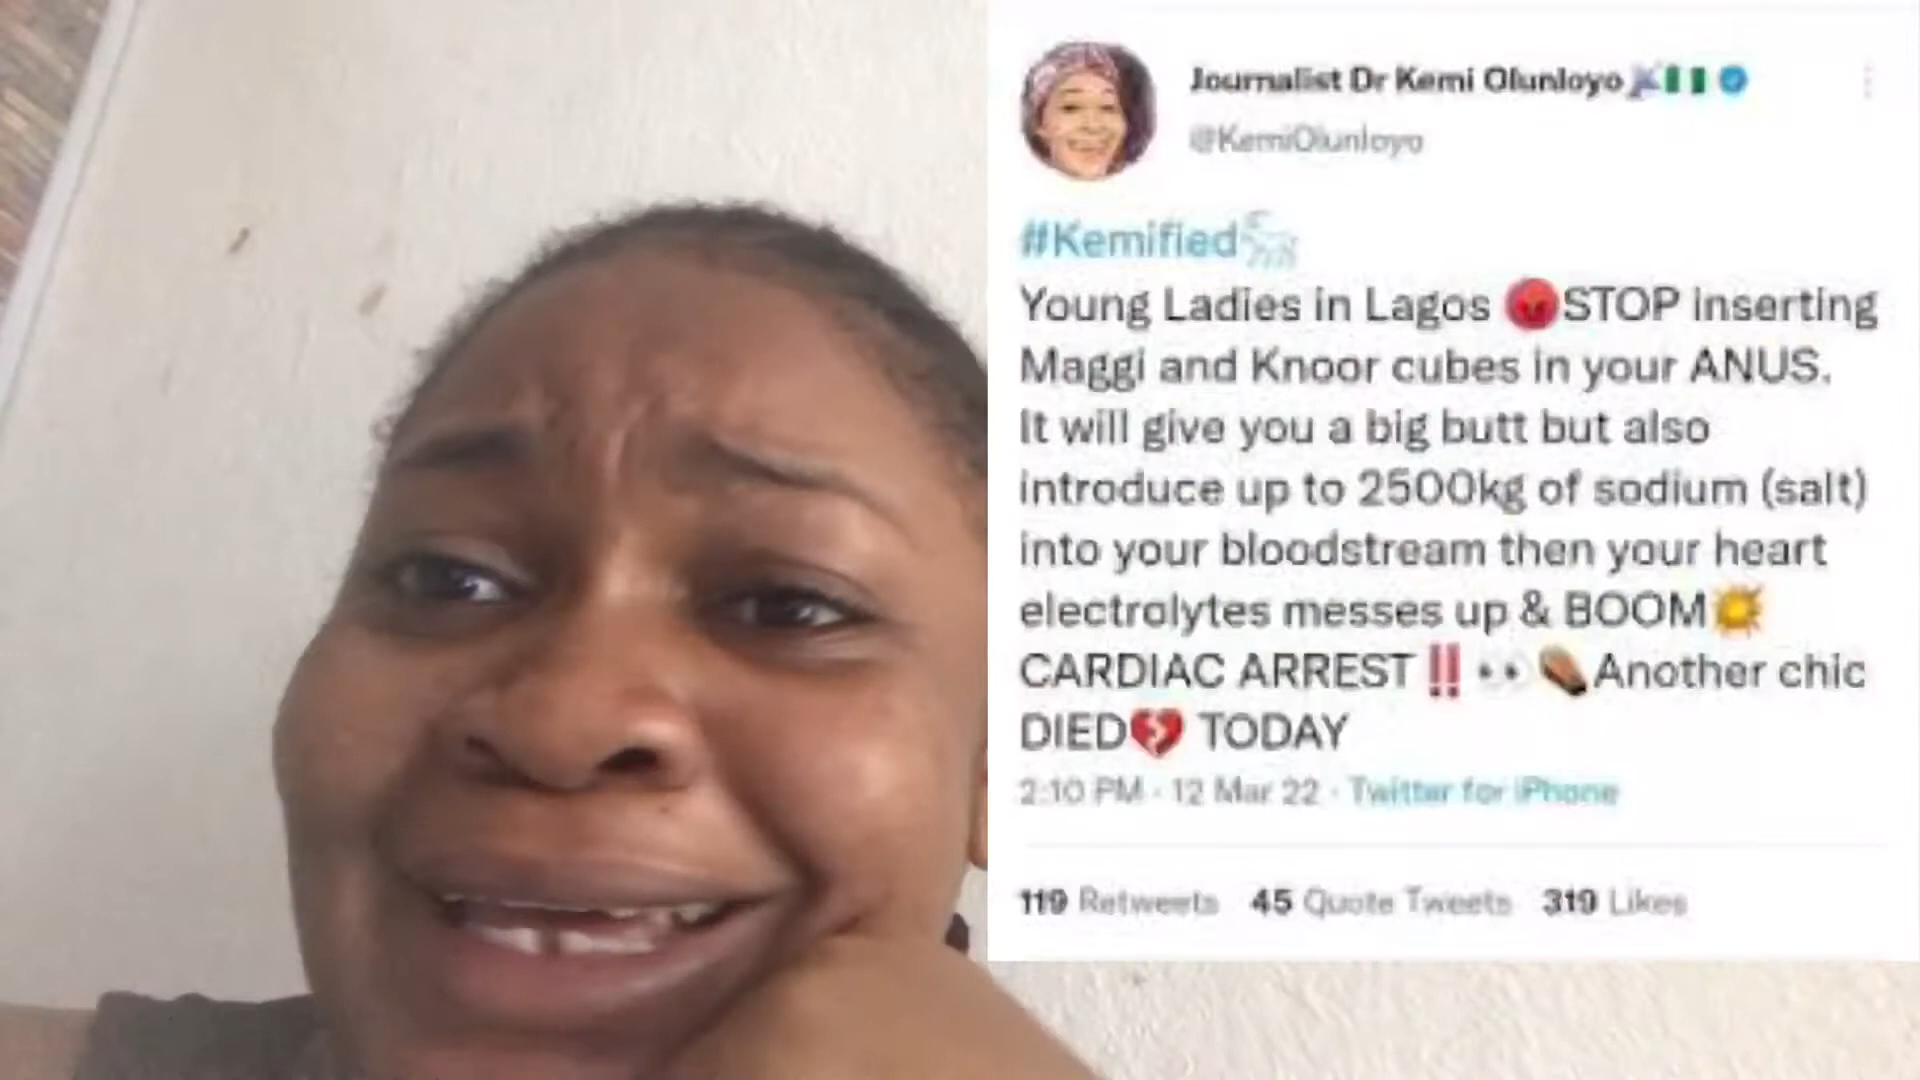 Journalist Dr Kemi Olunloyo
@KemiOlunloyo
#Kemified
Young Ladies in Lagos 😡STOP inserting
Maggi and Knoor cubes in your ANUS.
It will give you a big butt but also
introduce up to 2500kg of sodium (salt)
into your bloodstream then your heart
electrolytes messes up & BOOM💥
CARDIAC ARREST‼️👀⚰️Another chic
DIED💔 TODAY
2:10 PM · 12 Mar 22 · Twitter for iPhone
119 Retweets 45 Quote Tweets 319 Likes